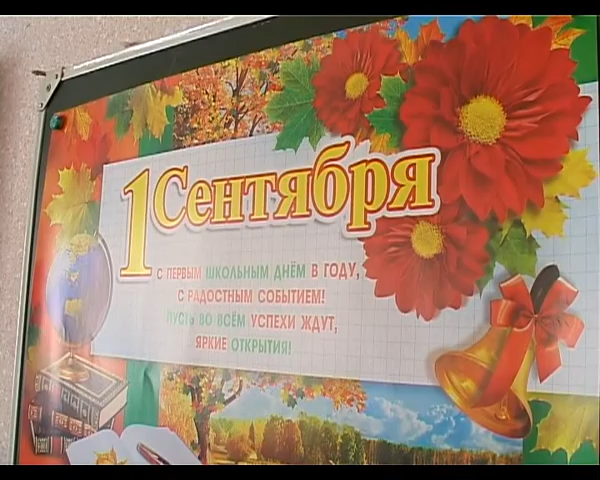 1 Сентября
С ПЕРВЫМ ШКОЛЬНЫМ ДНЁМ В ГОДУ,
С РАДОСТНЫМ СОБЫТИЕМ!
ПУСТЬ ВО ВСЁМ УСПЕХИ ЖДУТ,
ЯРКИЕ ОТКРЫТИЯ!